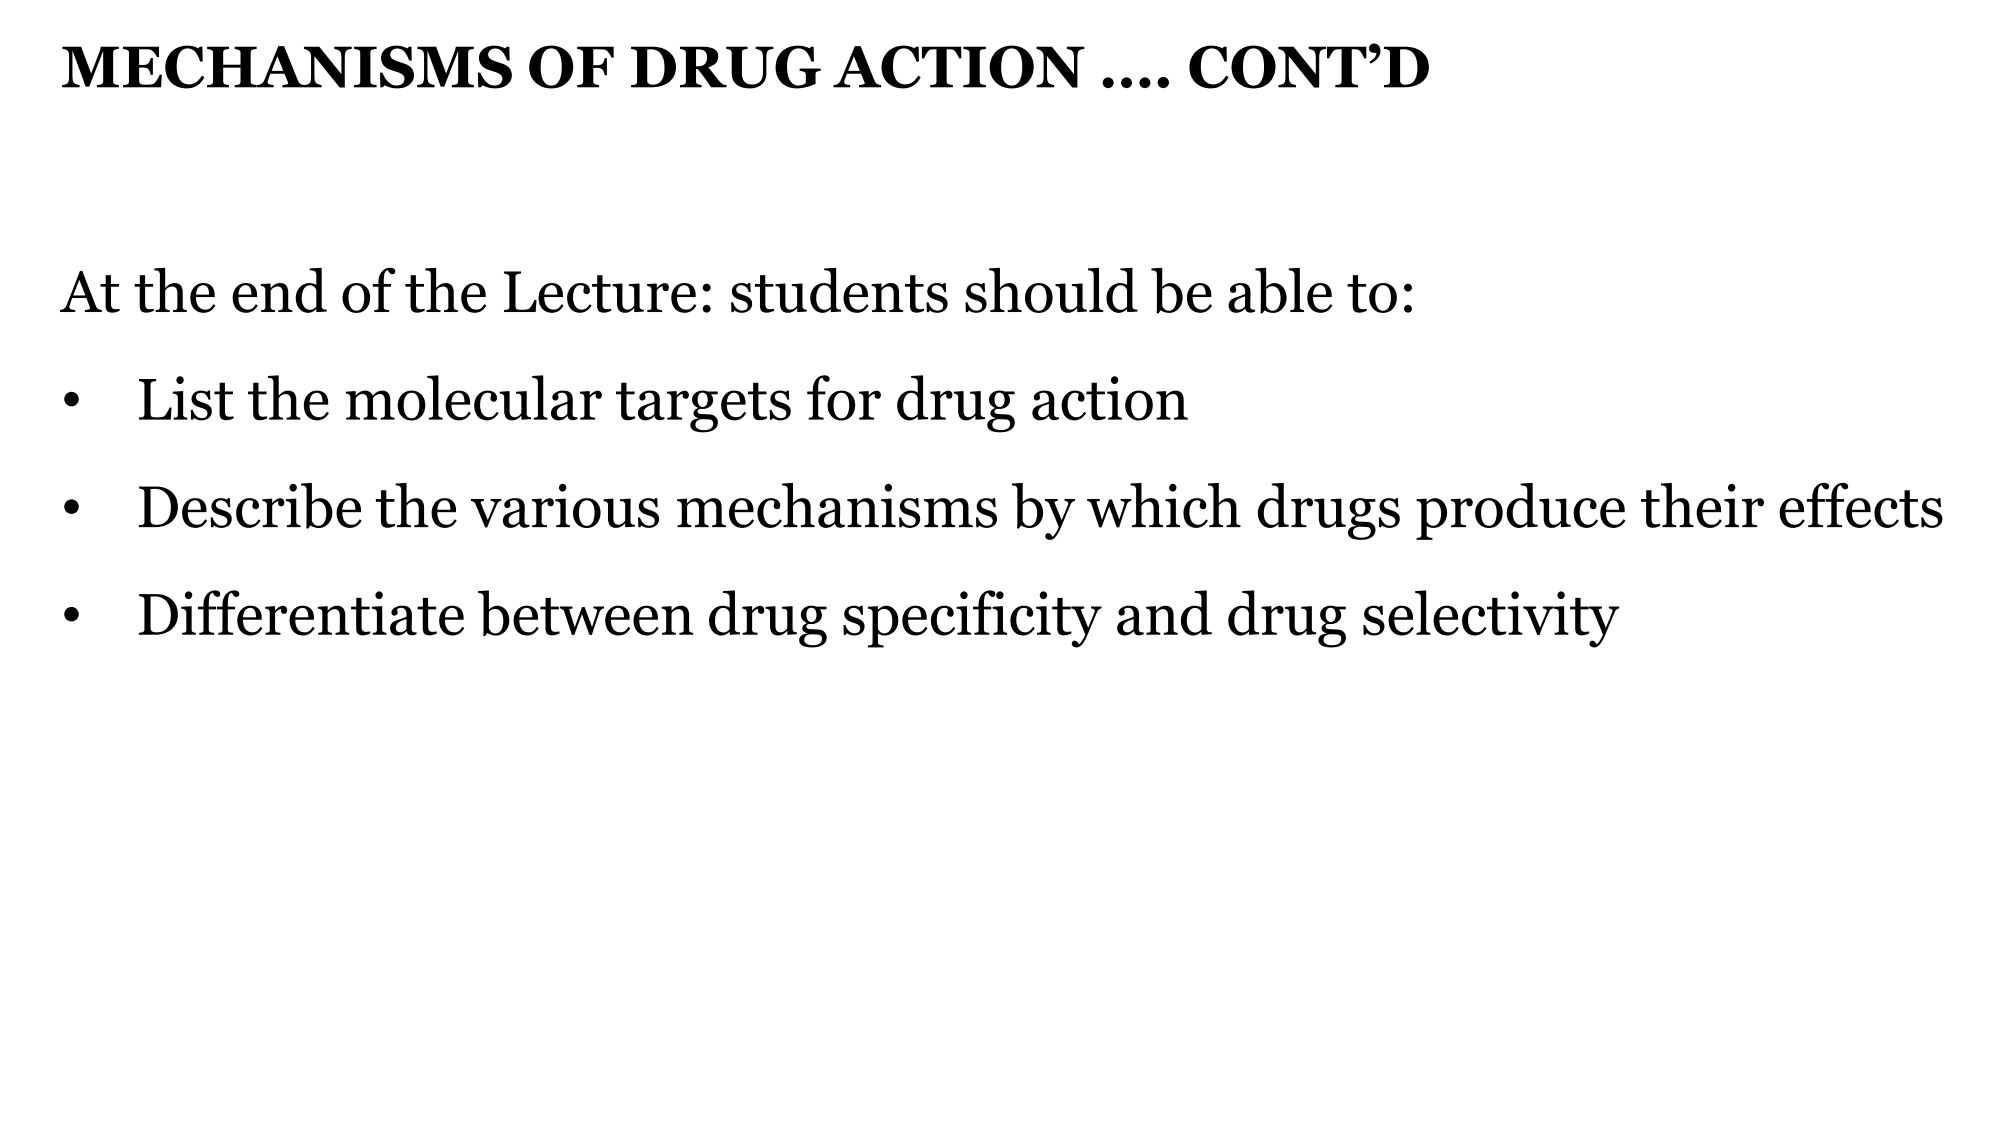 MECHANISMS OF DRUG ACTION .... CONT’D
At the end of the Lecture: students should be able to:
• List the molecular targets for drug action
• Describe the various mechanisms by which drugs produce their effects
• Differentiate between drug specificity and drug selectivity